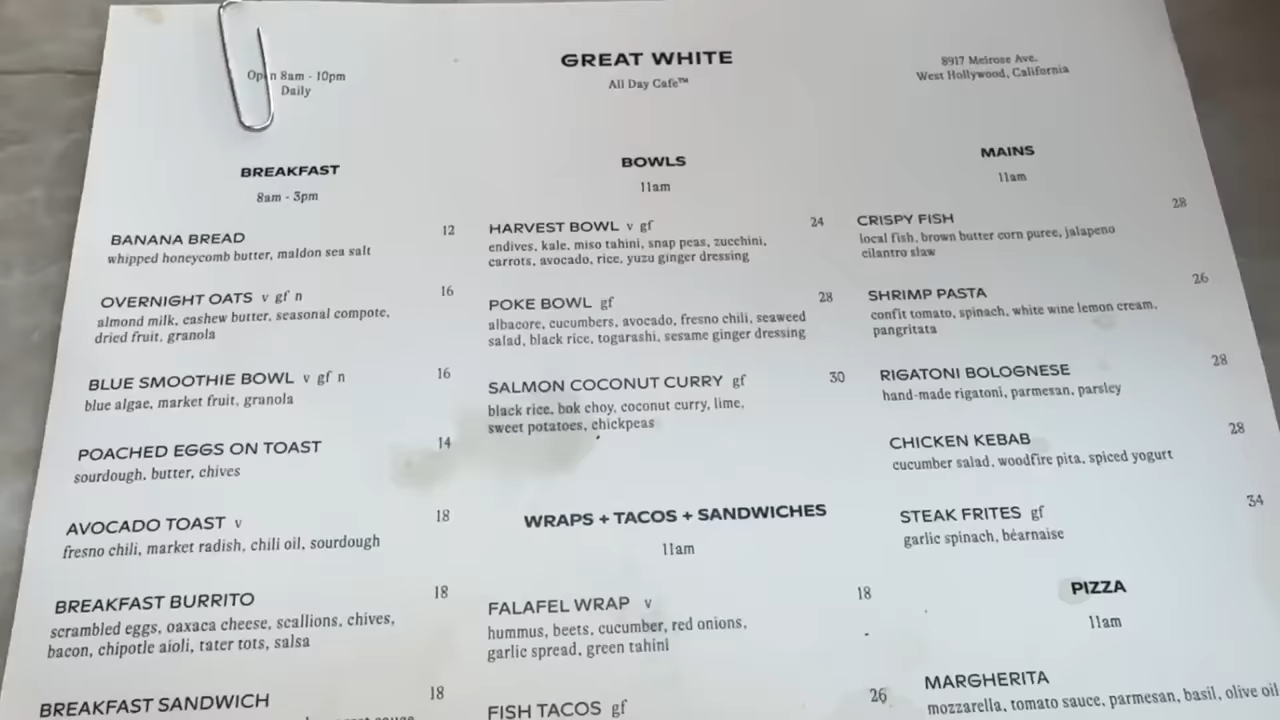 Open 8am - 10pm
Daily
GREAT WHITE
All Day Cafe™
8917 Melrose Ave.
West Hollywood, California
BREAKFAST
8am - 3pm
BANANA BREAD 12
whipped honeycomb butter, maldon sea salt
OVERNIGHT OATS v gf n 16
almond milk, cashew butter, seasonal compote,
dried fruit, granola
BLUE SMOOTHIE BOWL v gf n 16
blue algae, market fruit, granola
POACHED EGGS ON TOAST 14
sourdough, butter, chives
AVOCADO TOAST v 18
fresno chili, market radish, chili oil, sourdough
BREAKFAST BURRITO 18
scrambled eggs, oaxaca cheese, scallions, chives,
bacon, chipotle aioli, tater tots, salsa
BREAKFAST SANDWICH 18
BOWLS
11am
HARVEST BOWL v gf 24
endives, kale, miso tahini, snap peas, zucchini,
carrots, avocado, rice, yuzu ginger dressing
POKE BOWL gf 28
albacore, cucumbers, avocado, fresno chili, seaweed
salad, black rice, togarashi, sesame ginger dressing
SALMON COCONUT CURRY gf 30
black rice, bok choy, coconut curry, lime,
sweet potatoes, chickpeas
WRAPS + TACOS + SANDWICHES
11am
FALAFEL WRAP v 18
hummus, beets, cucumber, red onions,
garlic spread, green tahini
FISH TACOS gf 26
MAINS
11am
CRISPY FISH 28
local fish, brown butter corn puree, jalapeno
cilantro slaw
SHRIMP PASTA 26
confit tomato, spinach, white wine lemon cream,
pangritata
RIGATONI BOLOGNESE 28
hand-made rigatoni, parmesan, parsley
CHICKEN KEBAB 28
cucumber salad, woodfire pita, spiced yogurt
STEAK FRITES gf 34
garlic spinach, béarnaise
PIZZA
11am
MARGHERITA
mozzarella, tomato sauce, parmesan, basil, olive oil